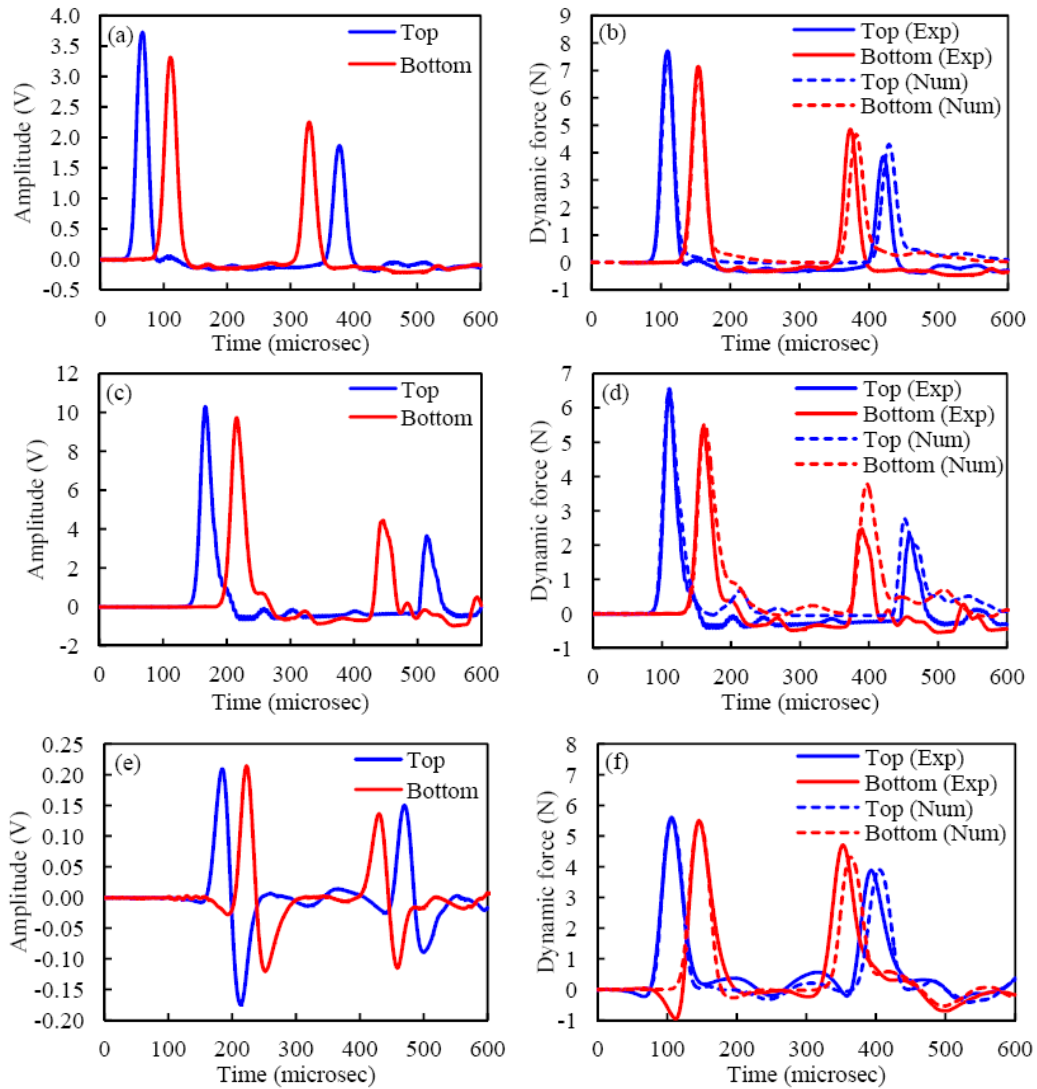 (a)
Top
Bottom
Amplitude (V)
4.0
3.5
3.0
2.5
2.0
1.5
1.0
0.5
0.0
-0.5
0 100 200 300 400 500 600
Time (microsec)
(b)
Top (Exp)
Bottom (Exp)
Top (Num)
Bottom (Num)
Dynamic force (N)
9
8
7
6
5
4
3
2
1
0
-1
0 100 200 300 400 500 600
Time (microsec)
(c)
Top
Bottom
Amplitude (V)
12
10
8
6
4
2
0
-2
0 100 200 300 400 500 600
Time (microsec)
(d)
Top (Exp)
Bottom (Exp)
Top (Num)
Bottom (Num)
Dynamic force (N)
7
6
5
4
3
2
1
0
-1
0 100 200 300 400 500 600
Time (microsec)
(e)
Top
Bottom
Amplitude (V)
0.25
0.20
0.15
0.10
0.05
0.00
-0.05
-0.10
-0.15
-0.20
0 100 200 300 400 500 600
Time (microsec)
(f)
Top (Exp)
Bottom (Exp)
Top (Num)
Bottom (Num)
Dynamic force (N)
8
7
6
5
4
3
2
1
0
-1
0 100 200 300 400 500 600
Time (microsec)